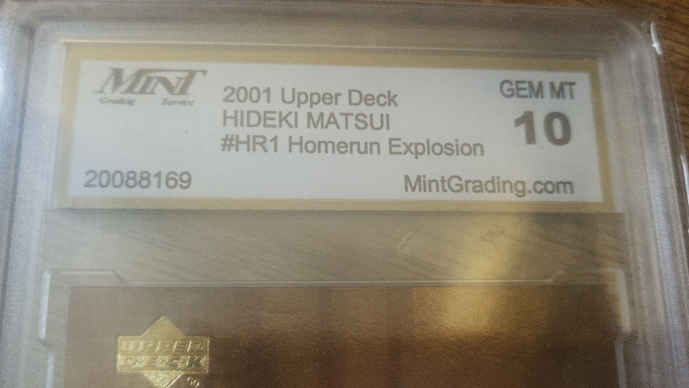 MINT
Grading Service
2001 Upper Deck
HIDEKI MATSUI
#HR1 Homerun Explosion
GEM MT
10
20088169
MintGrading.com
UPPER
DECK